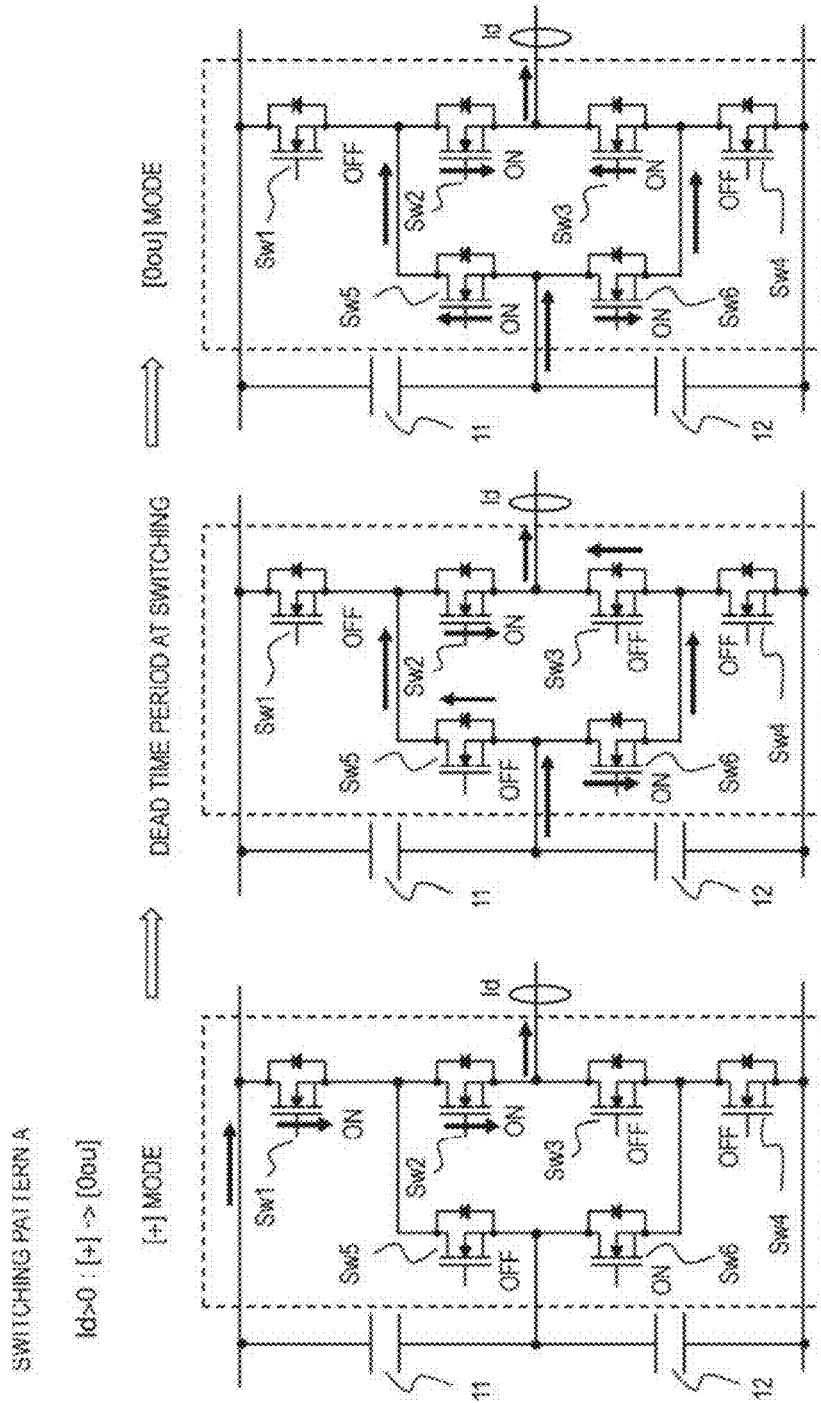 SWITCHING PATTERN A
Id>0 : [+] -> [0ou]
[+] MODE
DEAD TIME PERIOD AT SWITCHING
[0ou] MODE
11
12
Sw1
ON
Sw5
OFF
Sw2
ON
Sw3
OFF
Sw6
ON
Sw4
OFF
Id
11
12
Sw1
OFF
Sw5
OFF
Sw2
ON
Sw3
OFF
Sw6
ON
Sw4
OFF
Id
11
12
Sw1
OFF
Sw5
ON
Sw2
ON
Sw3
ON
Sw6
ON
Sw4
OFF
Id